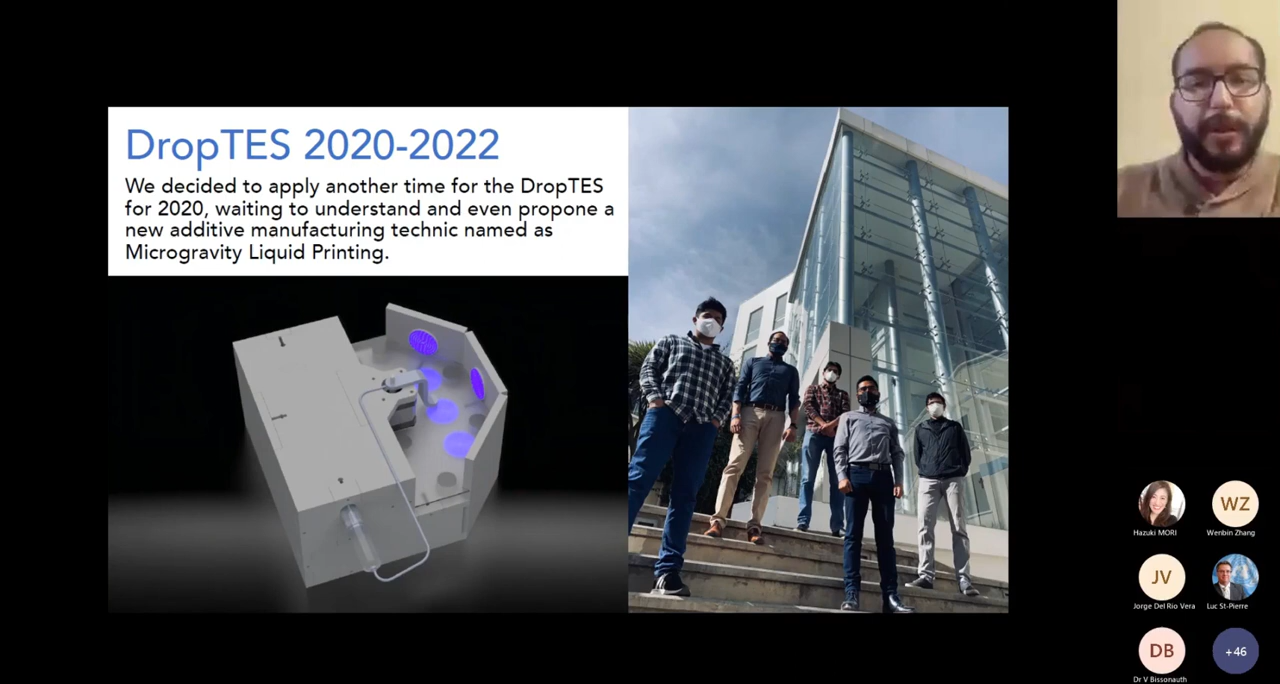 DropTES 2020-2022
We decided to apply another time for the DropTES
for 2020, waiting to understand and even propone a
new additive manufacturing technic named as
Microgravity Liquid Printing.
WZ
Hazuki MORI
Wenbin Zhang
JV
Jorge Del Rio Vera
Luc St-Pierre
DB
+46
Dr V Bissonauth